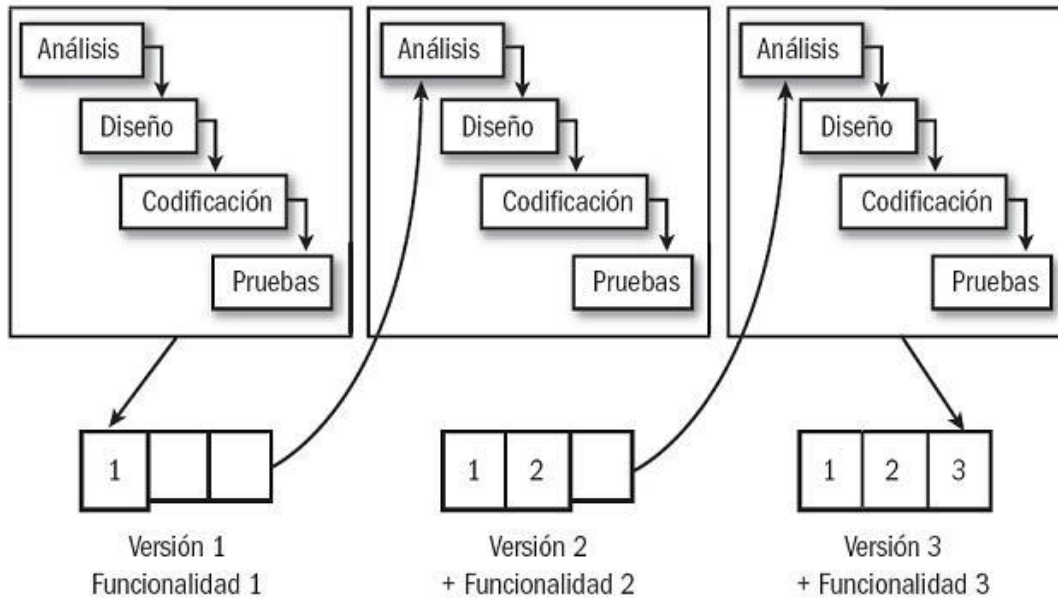 Análisis
Diseño
Codificación
Pruebas
Análisis
Diseño
Codificación
Pruebas
Análisis
Diseño
Codificación
Pruebas
1
Versión 1
Funcionalidad 1
1 2
Versión 2
+ Funcionalidad 2
1 2 3
Versión 3
+ Funcionalidad 3